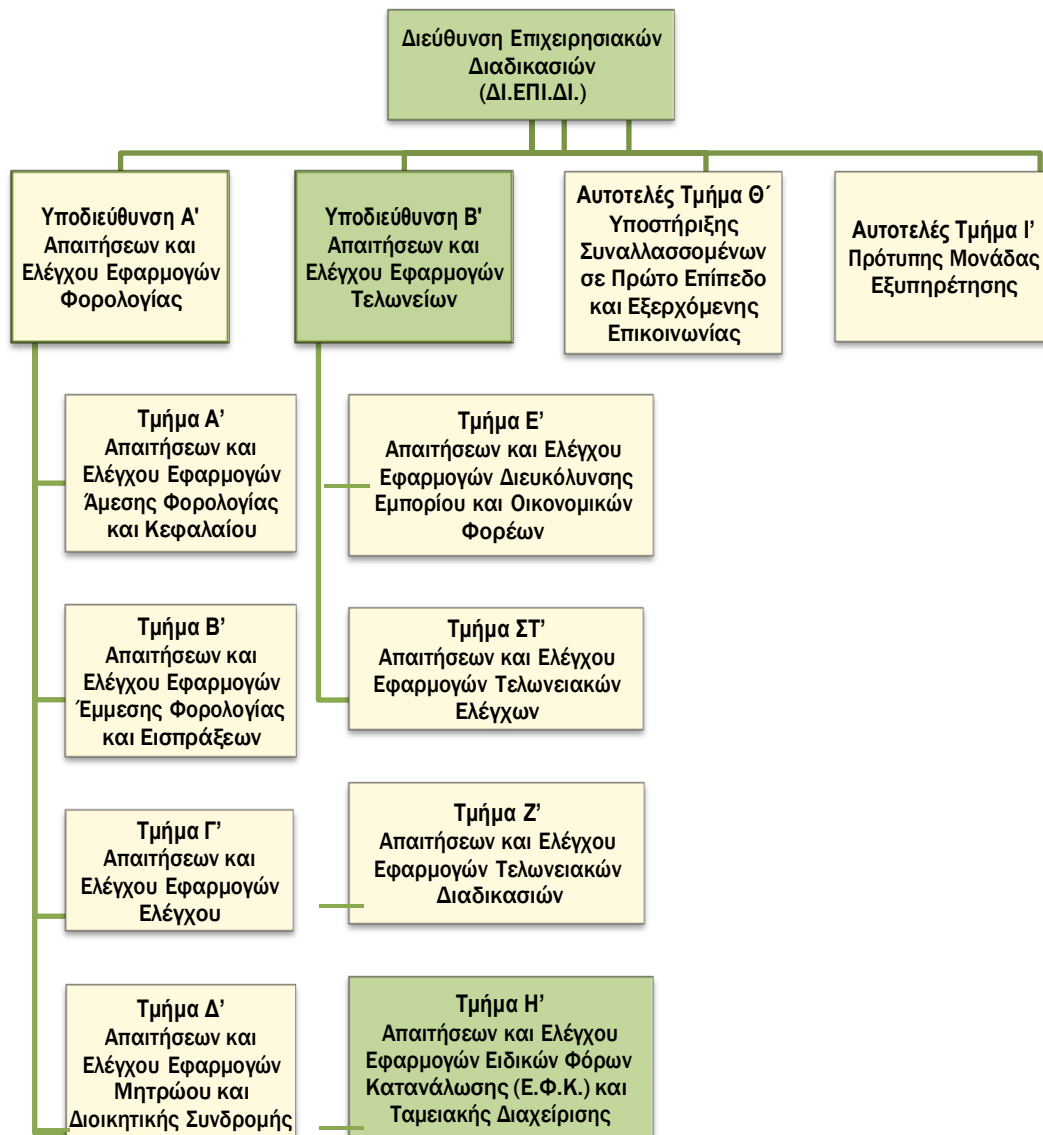 Διεύθυνση Επιχειρησιακών
Διαδικασιών
(ΔΙ.ΕΠΙ.ΔΙ.)
Υποδιεύθυνση Α'
Απαιτήσεων και
Ελέγχου Εφαρμογών
Φορολογίας
Υποδιεύθυνση Β'
Απαιτήσεων και
Ελέγχου Εφαρμογών
Τελωνείων
Αυτοτελές Τμήμα Θ΄
Υποστήριξης
Συναλλασσομένων
σε Πρώτο Επίπεδο
και Εξερχόμενης
Επικοινωνίας
Αυτοτελές Τμήμα Ι’
Πρότυπης Μονάδας
Εξυπηρέτησης
Τμήμα Α’
Απαιτήσεων και
Ελέγχου Εφαρμογών
Άμεσης Φορολογίας
και Κεφαλαίου
Τμήμα Β’
Απαιτήσεων και
Ελέγχου Εφαρμογών
Έμμεσης Φορολογίας
και Εισπράξεων
Τμήμα Γ’
Απαιτήσεων και
Ελέγχου Εφαρμογών
Ελέγχου
Τμήμα Δ’
Απαιτήσεων και
Ελέγχου Εφαρμογών
Μητρώου και
Διοικητικής Συνδρομής
Τμήμα Ε’
Απαιτήσεων και Ελέγχου
Εφαρμογών Διευκόλυνσης
Εμπορίου και Οικονομικών
Φορέων
Τμήμα ΣΤ’
Απαιτήσεων και Ελέγχου
Εφαρμογών Τελωνειακών
Ελέγχων
Τμήμα Ζ’
Απαιτήσεων και Ελέγχου
Εφαρμογών Τελωνειακών
Διαδικασιών
Τμήμα Η’
Απαιτήσεων και Ελέγχου
Εφαρμογών Ειδικών Φόρων
Κατανάλωσης (Ε.Φ.Κ.) και
Ταμειακής Διαχείρισης